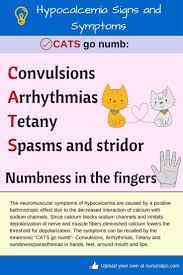 Hypocalcemia Signs and
Symptoms
CATS go numb:
Convulsions
Arrhythmias
Tetany
Spasms and stridor
Numbness in the fingers
The neuromuscular symptoms of hypocalcemia are caused by a positive
bathmotropic effect due to the decreased interaction of calcium with
sodium channels. Since calcium blocks sodium channels and inhibits
depolarization of nerve and muscle fibers, diminished calcium lowers the
threshold for depolarization. The symptoms can be recalled by the
mnemonic "CATS go numb"- Convulsions, Arrhythmias, Tetany and
numbness/parasthesias in hands, feet, around mouth and lips.
Upload your own at nursestips.com